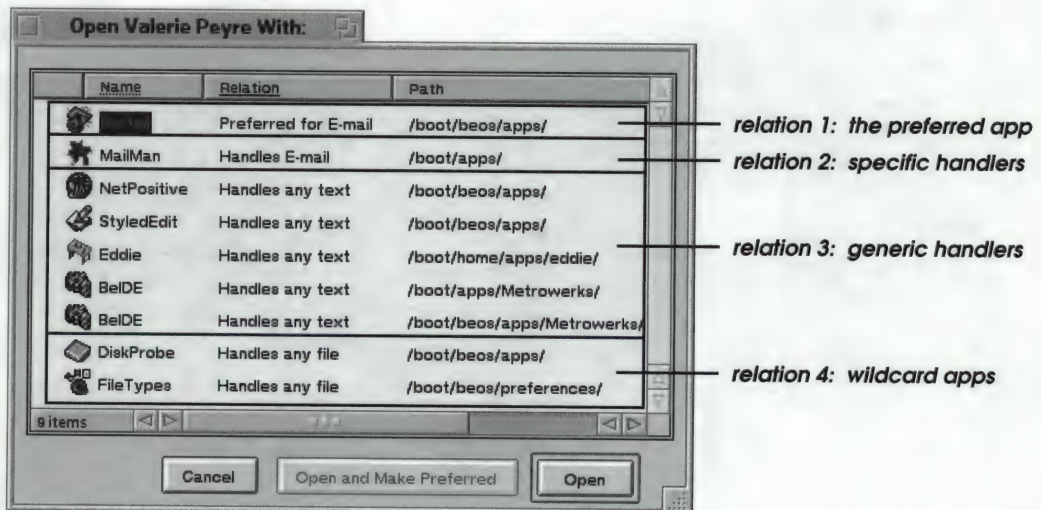 Open Valerie Peyre With:
Name Relation Path
Preferred for E-mail /boot/beos/apps/
relation 1: the preferred app
MailMan Handles E-mail /boot/apps/
relation 2: specific handlers
NetPositive Handles any text /boot/beos/apps/
StyledEdit Handles any text /boot/beos/apps/
Eddie Handles any text /boot/home/apps/eddie/
relation 3: generic handlers
BeIDE Handles any text /boot/apps/Metrowerks/
BeIDE Handles any text /boot/beos/apps/Metrowerks/
DiskProbe Handles any file /boot/beos/apps/
relation 4: wildcard apps
FileTypes Handles any file /boot/beos/preferences/
9 items
Cancel Open and Make Preferred Open